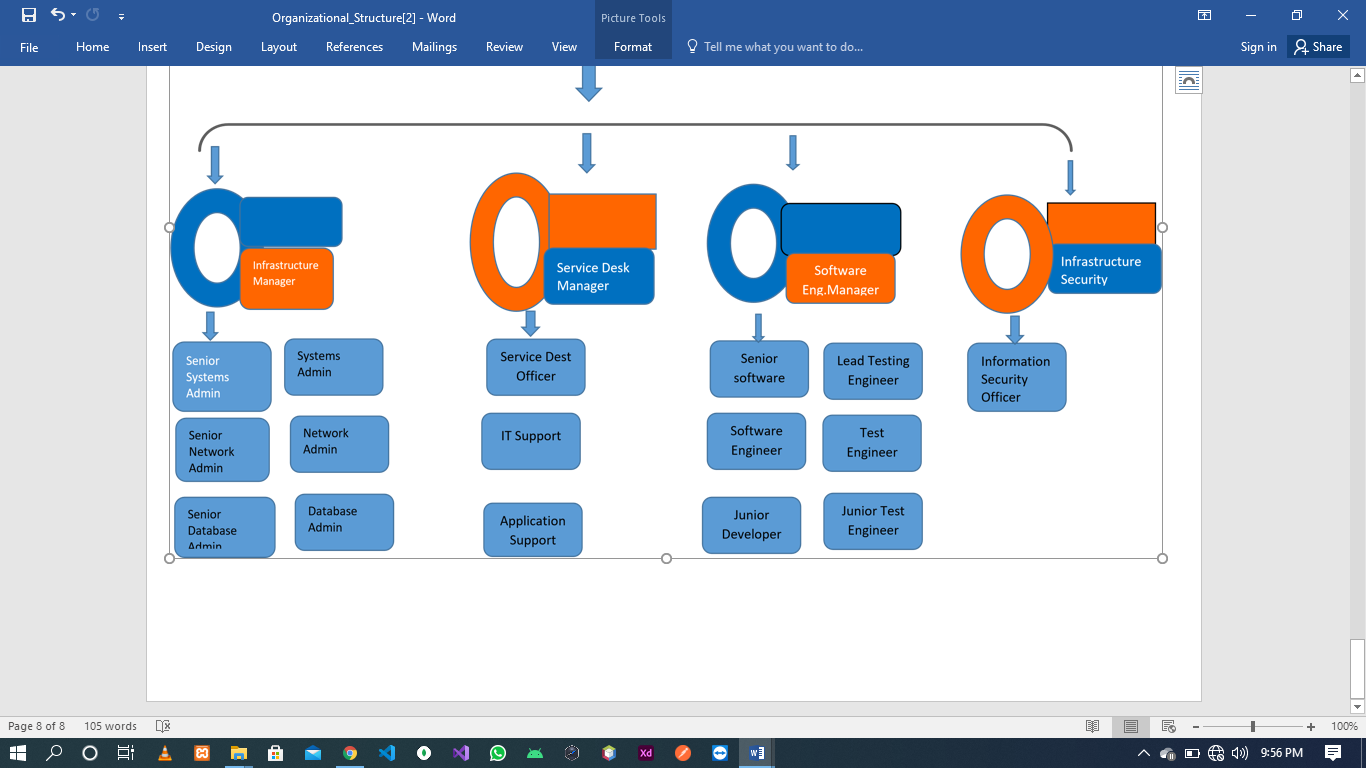 Organizational_Structure[2] - Word
Picture Tools
File
Home
Insert
Design
Layout
References
Mailings
Review
View
Format
Tell me what you want to do...
Sign in
Share
Infrastructure
Manager
Service Desk
Manager
Software
Eng.Manager
Infrastructure
Security
Senior
Systems
Admin
Systems
Admin
Service Dest
Officer
Senior
software
Lead Testing
Engineer
Information
Security
Officer
Senior
Network
Admin
Network
Admin
IT Support
Software
Engineer
Test
Engineer
Senior
Database
Admin
Database
Admin
Application
Support
Junior
Developer
Junior Test
Engineer
Page 8 of 8
105 words
100%
Xd
9:56 PM